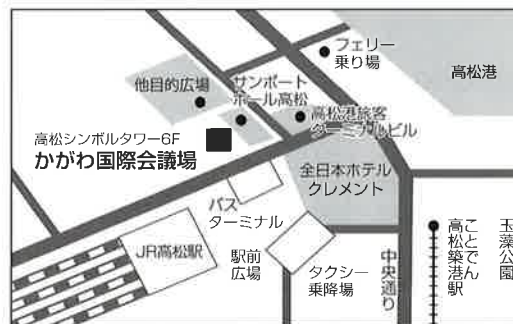 フェリー
乗り場
高松港
他目的広場
サンポート
ホール高松
高松港旅客
ターミナルビル
高松シンボルタワー6F
かがわ国際会議場
全日本ホテル
クレメント
バス
ターミナル
JR高松駅
駅前
広場
タクシー
乗降場
中央通り
玉藻公園
ことでん
高松築港駅